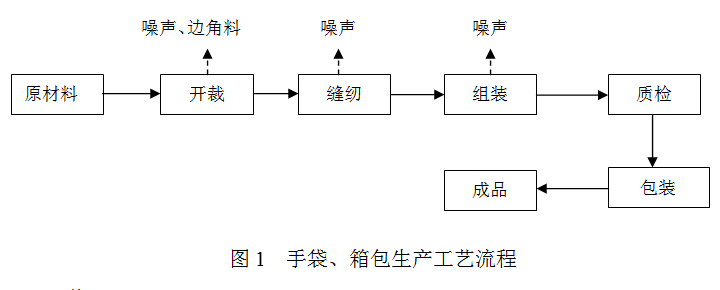 噪声、边角料 噪声 噪声
原材料 开裁 缝纫 组装 质检
成品 包装
图1 手袋、箱包生产工艺流程